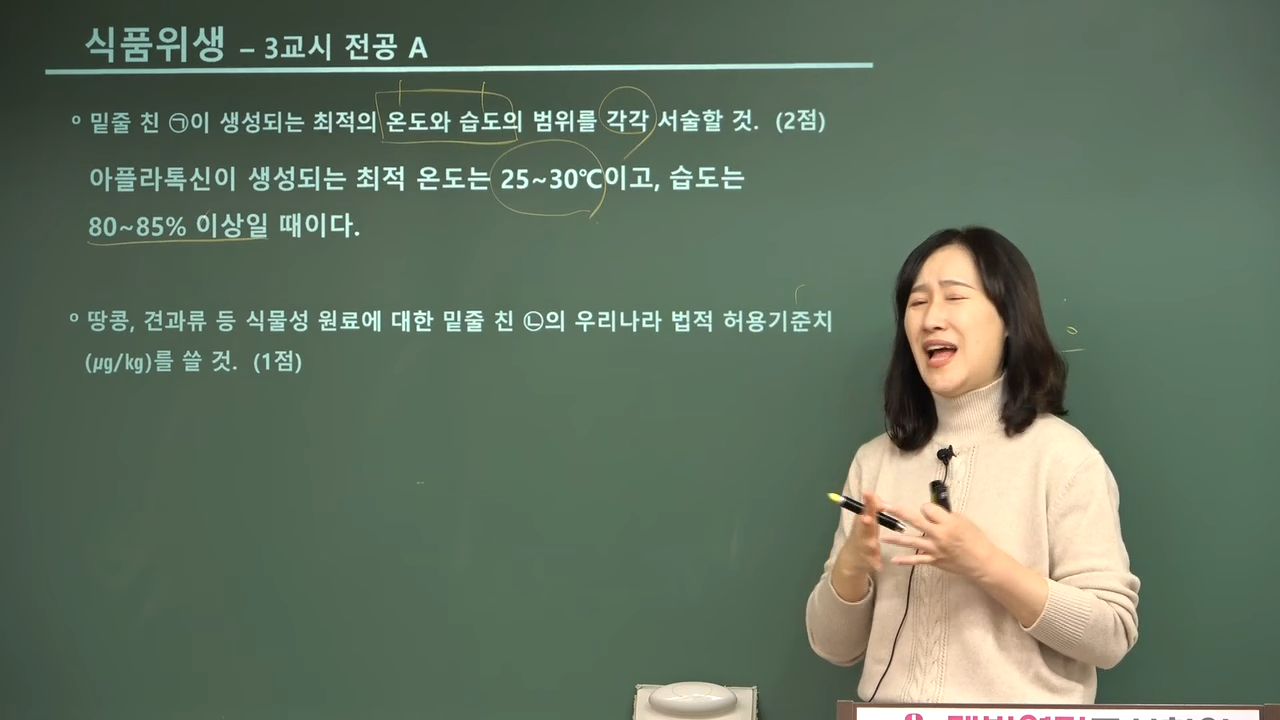 식품위생 – 3교시 전공 A
밑줄 친 ㉠이 생성되는 최적의 온도와 습도의 범위를 각각 서술할 것. (2점)
아플라톡신이 생성되는 최적 온도는 25~30℃이고, 습도는
80~85% 이상일 때이다.
땅콩, 견과류 등 식물성 원료에 대한 밑줄 친 ㉡의 우리나라 법적 허용기준치
(㎍/kg)를 쓸 것. (1점)